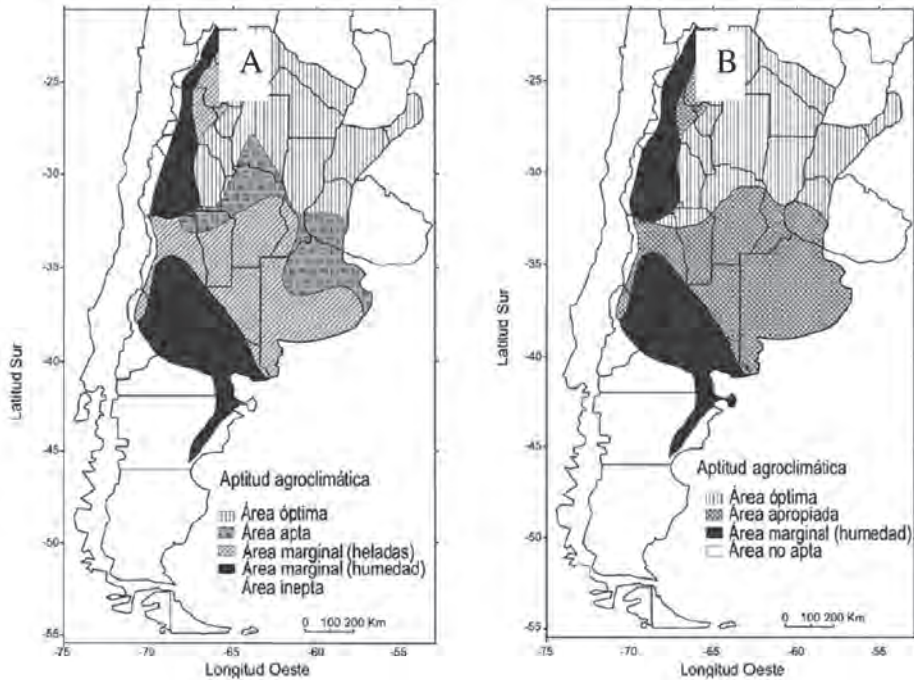 A
-25
-30
-35
-40
-45
-50
-55
Latitud Sur
Aptitud agroclimática
Área óptima
Área apta
Área marginal (heladas)
Área marginal (humedad)
Área inepta
0 100 200 Km
-75 -70 -65 -60 -55
Longitud Oeste
B
-25
-30
-35
-40
-45
-50
-55
Latitud Sur
Aptitud agroclimática
Área óptima
Área apropiada
Área marginal (humedad)
Área no apta
0 100 200 Km
-75 -70 -65 -60 -55
Longitud Oeste